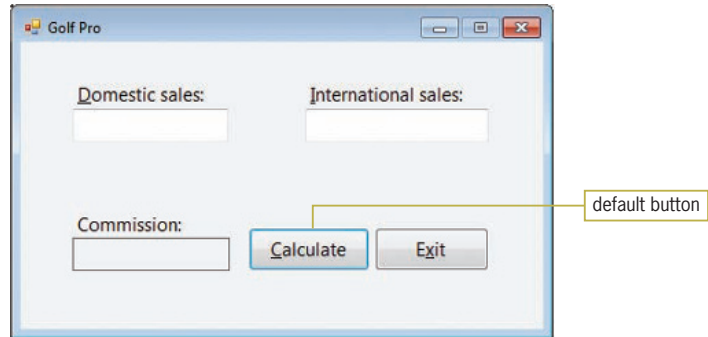 Golf Pro
Domestic sales:
International sales:
default button
Commission:
Calculate
Exit